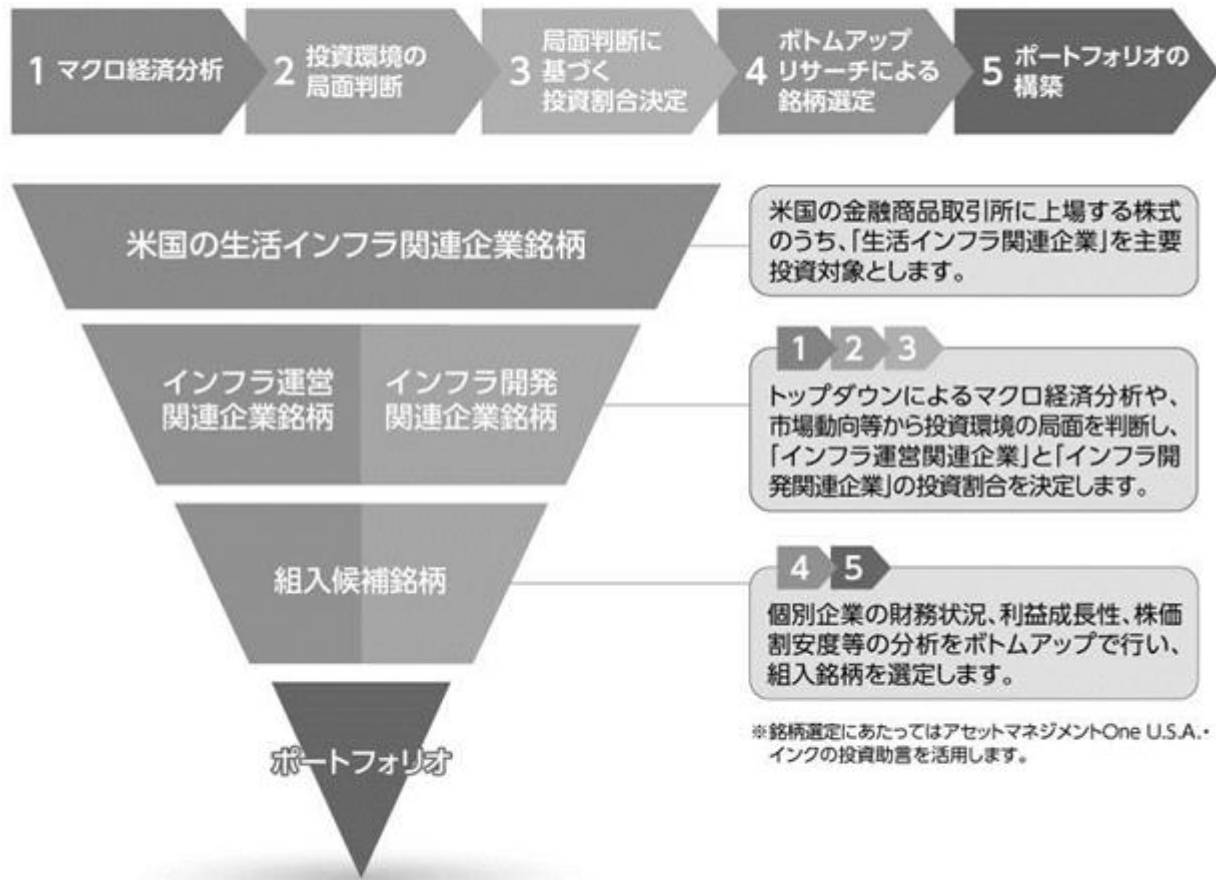 1 マクロ経済分析
2 投資環境の
局面判断
3 局面判断に
基づく
投資割合決定
4 ボトムアップ
リサーチによる
銘柄選定
5 ポートフォリオの
構築
米国の生活インフラ関連企業銘柄
米国の金融商品取引所に上場する株式
のうち、「生活インフラ関連企業」を主要
投資対象とします。
インフラ運営
関連企業銘柄
インフラ開発
関連企業銘柄
1 2 3
トップダウンによるマクロ経済分析や、
市場動向等から投資環境の局面を判断し、
「インフラ運営関連企業」と「インフラ開
発関連企業」の投資割合を決定します。
組入候補銘柄
4 5
個別企業の財務状況、利益成長性、株価
割安度等の分析をボトムアップで行い、
組入銘柄を選定します。
ポートフォリオ
※銘柄選定にあたってはアセットマネジメントOne U.S.A.・
インクの投資助言を活用します。